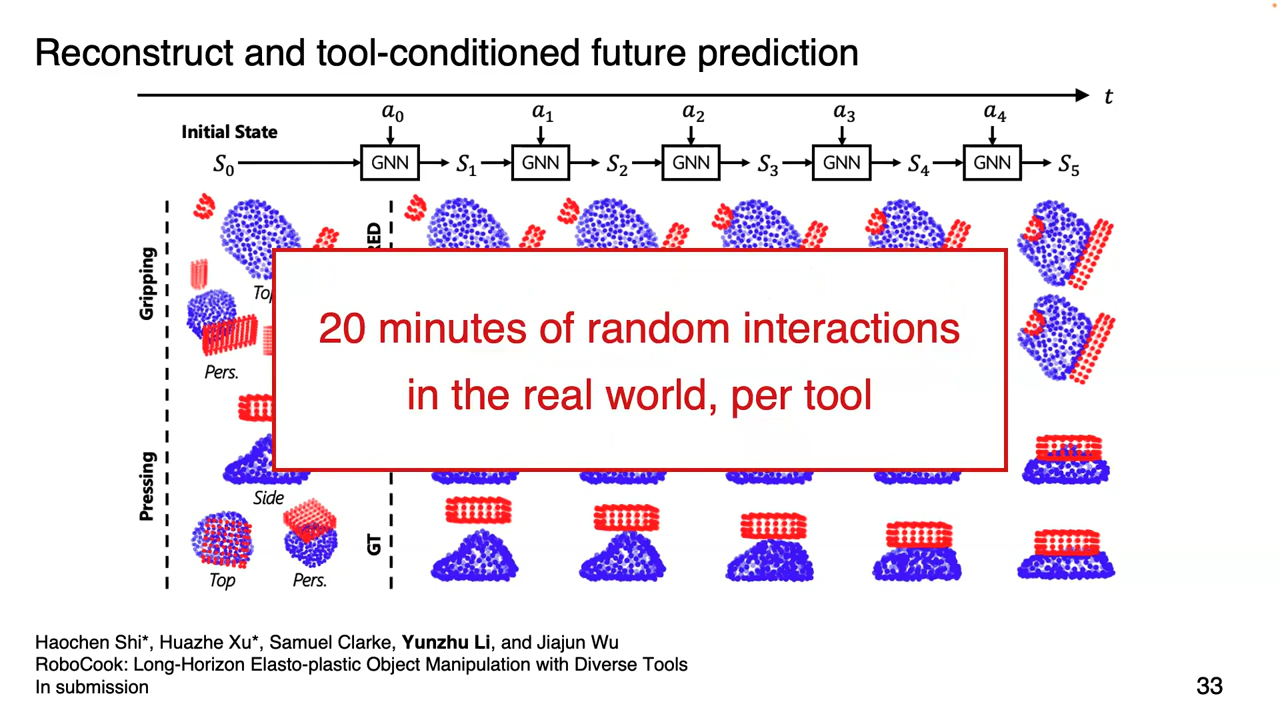 Reconstruct and tool-conditioned future prediction
t
a0 a1 a2 a3 a4
Initial State
S0 GNN S1 GNN S2 GNN S3 GNN S4 GNN S5
Gripping
Pers.
20 minutes of random interactions
in the real world, per tool
Pressing
Side
GT
Top Pers.
Haochen Shi*, Huazhe Xu*, Samuel Clarke, Yunzhu Li, and Jiajun Wu
RoboCook: Long-Horizon Elasto-plastic Object Manipulation with Diverse Tools
In submission
33